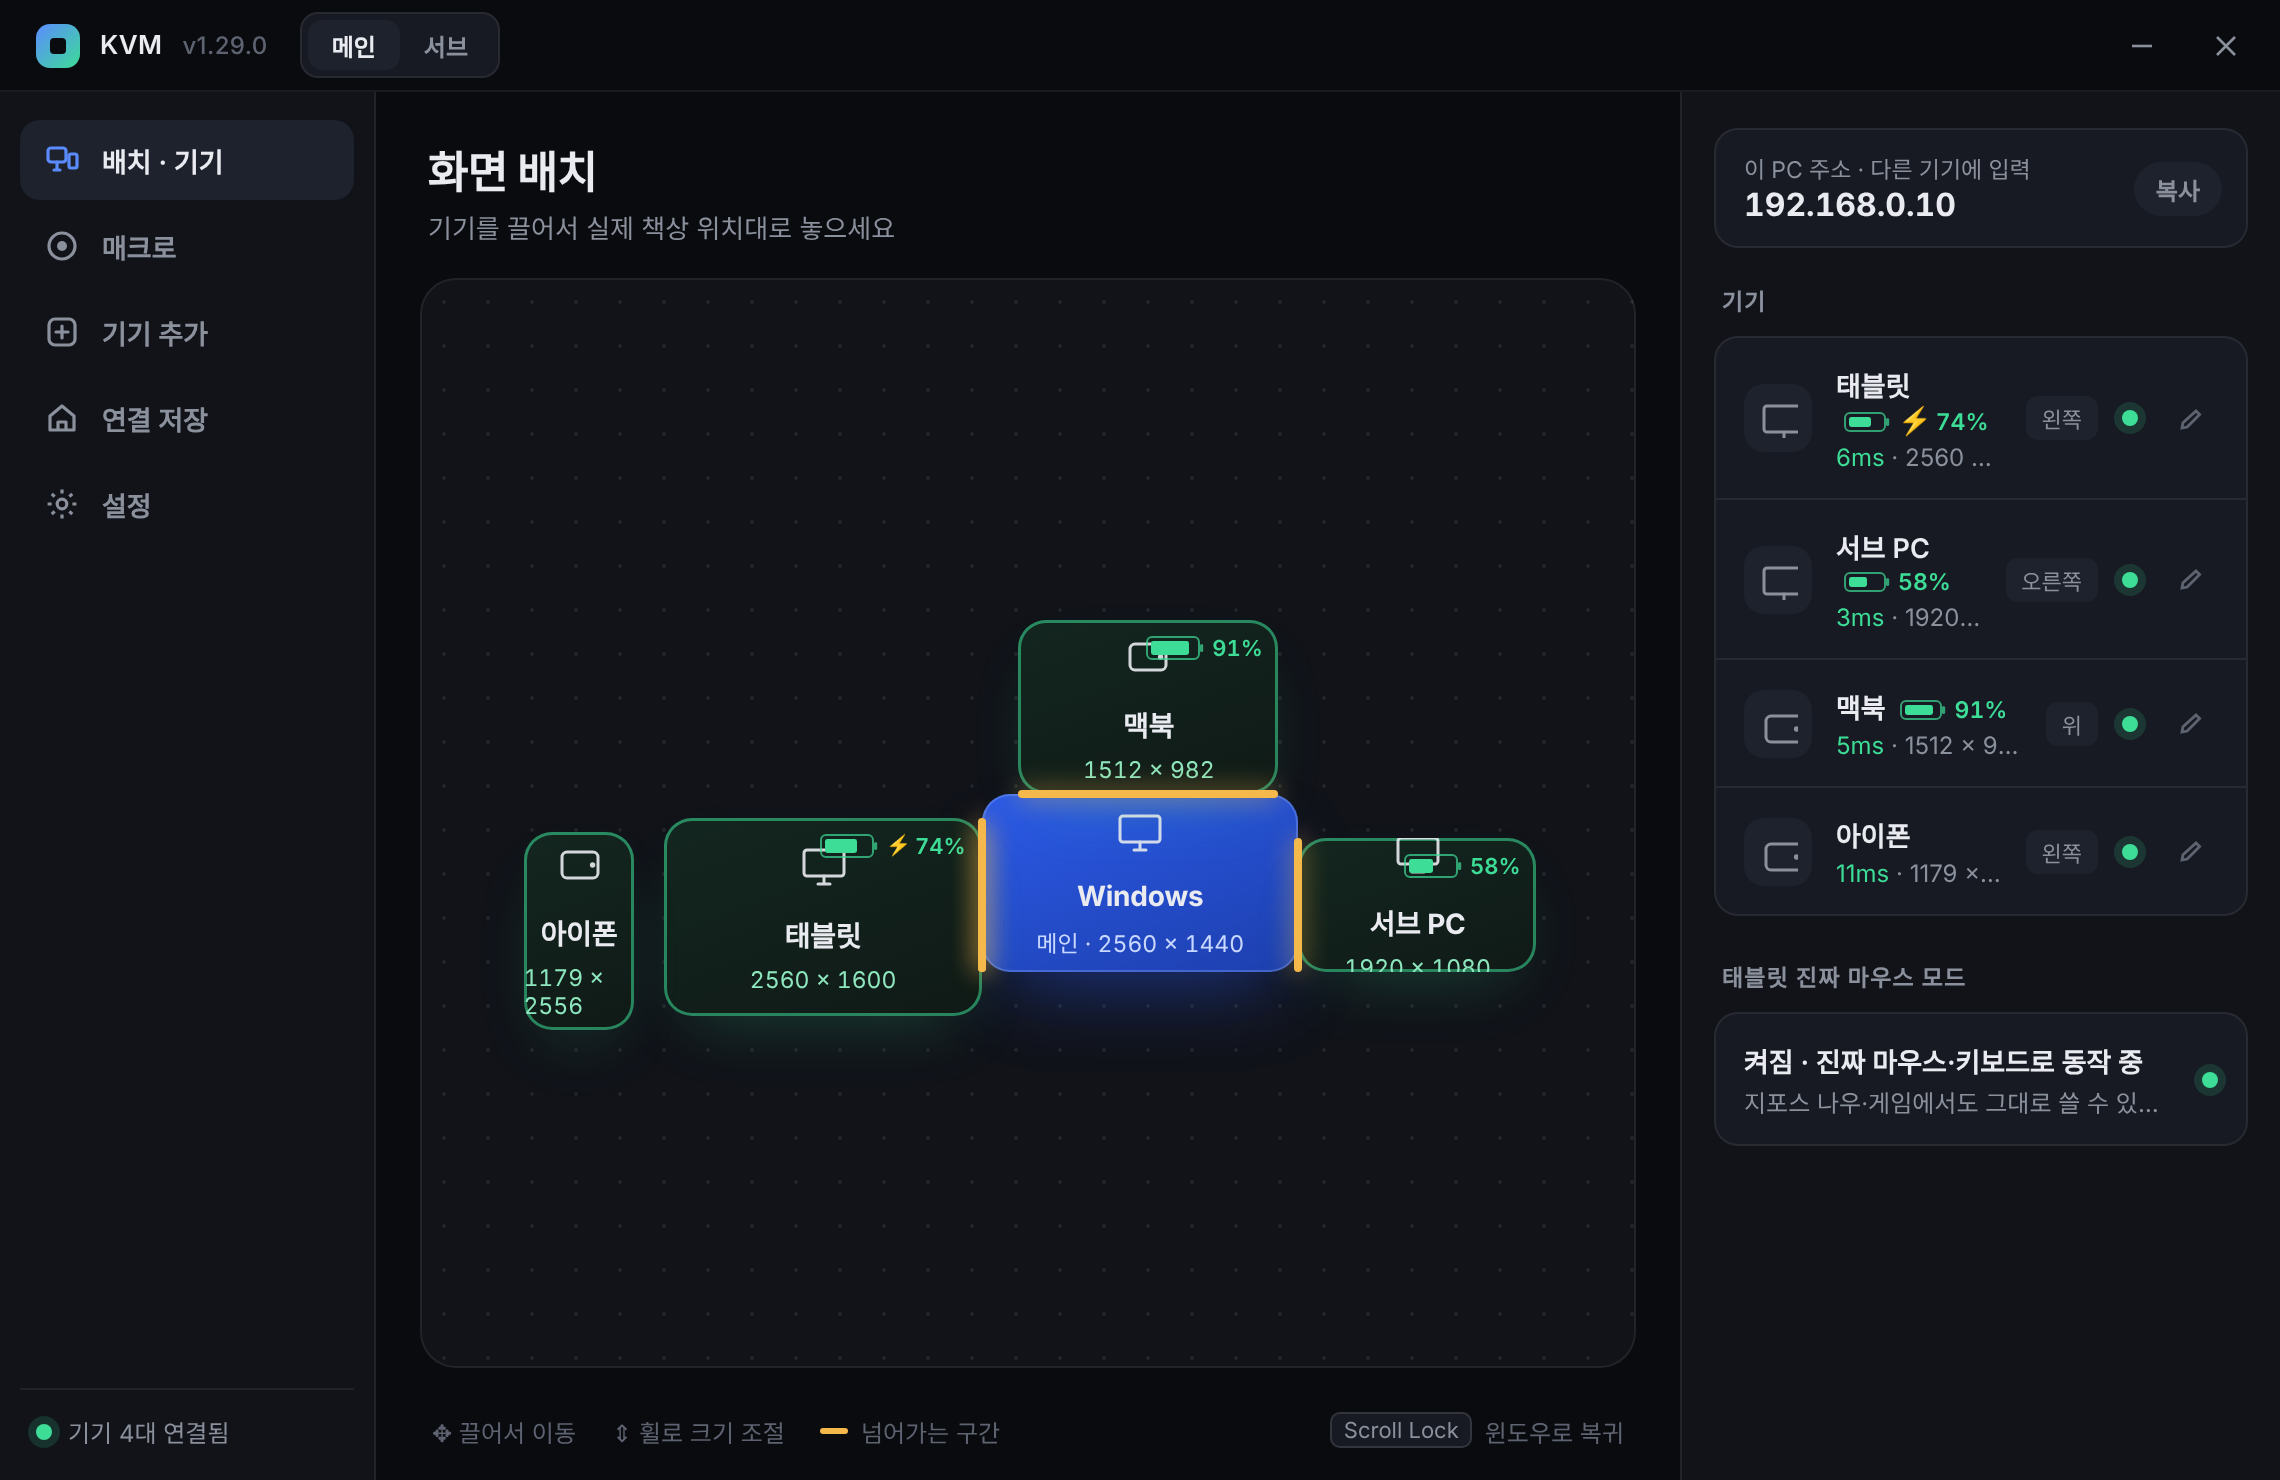 KVM v1.29.0 메인 서브
배치 · 기기
매크로
기기 추가
연결 저장
설정
기기 4대 연결됨
화면 배치
기기를 끌어서 실제 책상 위치대로 놓으세요
91%
맥북
1512 × 982
아이폰
1179 ×
2556
⚡ 74%
태블릿
2560 × 1600
Windows
메인 · 2560 × 1440
58%
서브 PC
1920 × 1080
✥ 끌어서 이동 ⇕ 휠로 크기 조절 넘어가는 구간
Scroll Lock 윈도우로 복귀
이 PC 주소 · 다른 기기에 입력
192.168.0.10
복사
기기
태블릿
⚡ 74%
6ms · 2560 ...
왼쪽
서브 PC
58%
3ms · 1920...
오른쪽
맥북 91%
5ms · 1512 × 9...
위
아이폰
11ms · 1179 ×...
왼쪽
태블릿 진짜 마우스 모드
켜짐 · 진짜 마우스·키보드로 동작 중
지포스 나우·게임에서도 그대로 쓸 수 있...